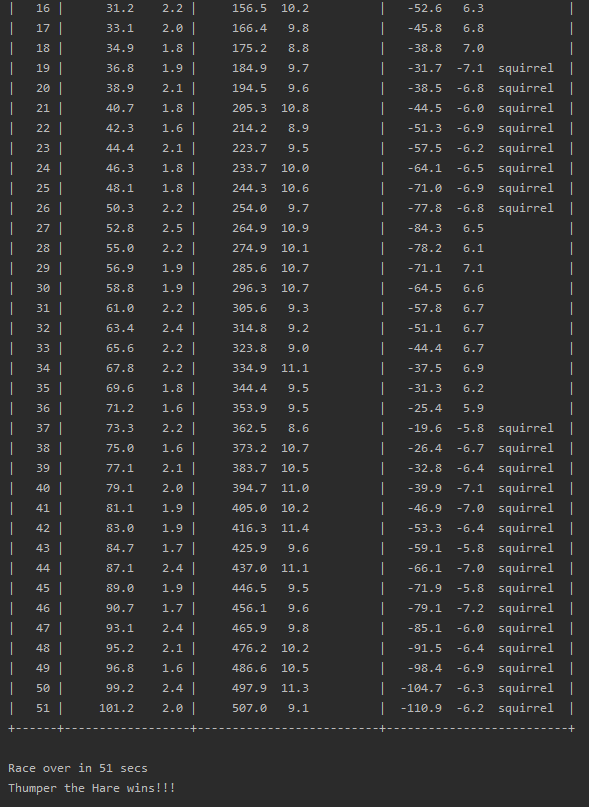 |   16 |      31.2    2.2 |     156.5  10.2          |   -52.6   6.3            |
|   17 |      33.1    2.0 |     166.4   9.8          |   -45.8   6.8            |
|   18 |      34.9    1.8 |     175.2   8.8          |   -38.8   7.0            |
|   19 |      36.8    1.9 |     184.9   9.7          |   -31.7  -7.1  squirrel  |
|   20 |      38.9    2.1 |     194.5   9.6          |   -38.5  -6.8  squirrel  |
|   21 |      40.7    1.8 |     205.3  10.8          |   -44.5  -6.0  squirrel  |
|   22 |      42.3    1.6 |     214.2   8.9          |   -51.3  -6.9  squirrel  |
|   23 |      44.4    2.1 |     223.7   9.5          |   -57.5  -6.2  squirrel  |
|   24 |      46.3    1.8 |     233.7  10.0          |   -64.1  -6.5  squirrel  |
|   25 |      48.1    1.8 |     244.3  10.6          |   -71.0  -6.9  squirrel  |
|   26 |      50.3    2.2 |     254.0   9.7          |   -77.8  -6.8  squirrel  |
|   27 |      52.8    2.5 |     264.9  10.9          |   -84.3   6.5            |
|   28 |      55.0    2.2 |     274.9  10.1          |   -78.2   6.1            |
|   29 |      56.9    1.9 |     285.6  10.7          |   -71.1   7.1            |
|   30 |      58.8    1.9 |     296.3  10.7          |   -64.5   6.6            |
|   31 |      61.0    2.2 |     305.6   9.3          |   -57.8   6.7            |
|   32 |      63.4    2.4 |     314.8   9.2          |   -51.1   6.7            |
|   33 |      65.6    2.2 |     323.8   9.0          |   -44.4   6.7            |
|   34 |      67.8    2.2 |     334.9  11.1          |   -37.5   6.9            |
|   35 |      69.6    1.8 |     344.4   9.5          |   -31.3   6.2            |
|   36 |      71.2    1.6 |     353.9   9.5          |   -25.4   5.9            |
|   37 |      73.3    2.2 |     362.5   8.6          |   -19.6  -5.8  squirrel  |
|   38 |      75.0    1.6 |     373.2  10.7          |   -26.4  -6.7  squirrel  |
|   39 |      77.1    2.1 |     383.7  10.5          |   -32.8  -6.4  squirrel  |
|   40 |      79.1    2.0 |     394.7  11.0          |   -39.9  -7.1  squirrel  |
|   41 |      81.1    1.9 |     405.0  10.2          |   -46.9  -7.0  squirrel  |
|   42 |      83.0    1.9 |     416.3  11.4          |   -53.3  -6.4  squirrel  |
|   43 |      84.7    1.7 |     425.9   9.6          |   -59.1  -5.8  squirrel  |
|   44 |      87.1    2.4 |     437.0  11.1          |   -66.1  -7.0  squirrel  |
|   45 |      89.0    1.9 |     446.5   9.5          |   -71.9  -5.8  squirrel  |
|   46 |      90.7    1.7 |     456.1   9.6          |   -79.1  -7.2  squirrel  |
|   47 |      93.1    2.4 |     465.9   9.8          |   -85.1  -6.0  squirrel  |
|   48 |      95.2    2.1 |     476.2  10.2          |   -91.5  -6.4  squirrel  |
|   49 |      96.8    1.6 |     486.6  10.5          |   -98.4  -6.9  squirrel  |
|   50 |      99.2    2.4 |     497.9  11.3          |  -104.7  -6.3  squirrel  |
|   51 |     101.2    2.0 |     507.0   9.1          |  -110.9  -6.2  squirrel  |
+------+------------------+--------------------------+--------------------------+
Race over in 51 secs
Thumper the Hare wins!!!